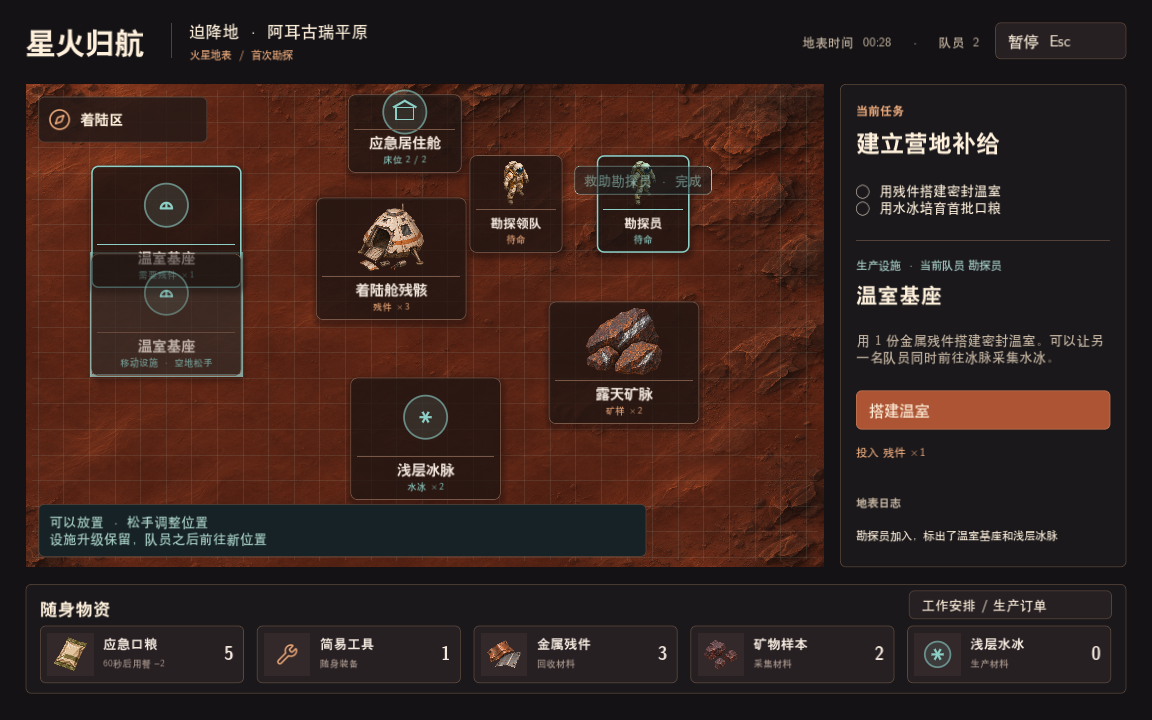 星火归航
迫降地 · 阿耳古瑞平原
火星地表 / 首次勘探
地表时间 00:28 · 队员 2
暂停 Esc
着陆区
应急居住舱
床位 2 / 2
勘探领队
待命
救助勘探员 · 完成
勘探员
待命
温室基座
需要残件 ×1
温室基座
移动设施 · 空地松手
着陆舱残骸
残件 ×3
露天矿脉
矿样 ×2
浅层冰脉
水冰 ×2
可以放置 · 松手调整位置
设施升级保留，队员之后前往新位置
当前任务
建立营地补给
用残件搭建密封温室
用水冰培育首批口粮
生产设施 · 当前队员 勘探员
温室基座
用 1 份金属残件搭建密封温室。可以让另
一名队员同时前往冰脉采集水冰。
搭建温室
投入 残件 ×1
地表日志
勘探员加入，标出了温室基座和浅层冰脉
随身物资
工作安排 / 生产订单
应急口粮
60秒后用餐 −2
5
简易工具
随身装备
1
金属残件
回收材料
3
矿物样本
采集材料
2
浅层水冰
生产材料
0